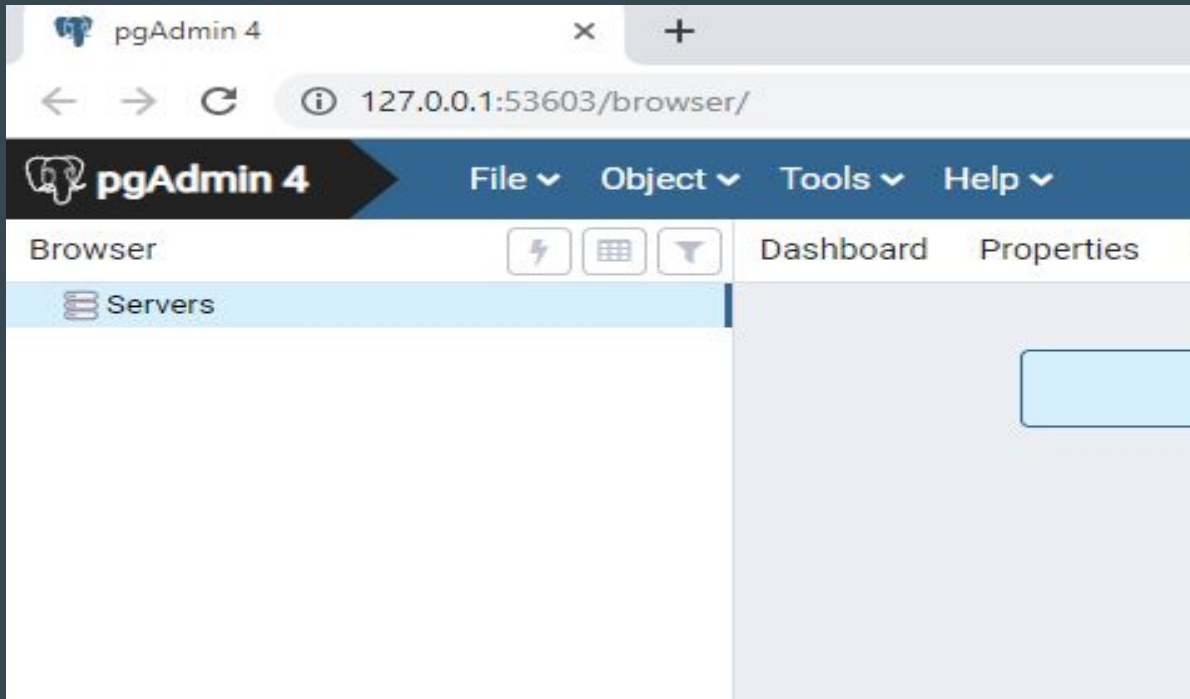 pgAdmin 4
127.0.0.1:53603/browser/
pgAdmin 4 File Object Tools Help
Browser Dashboard Properties
Servers